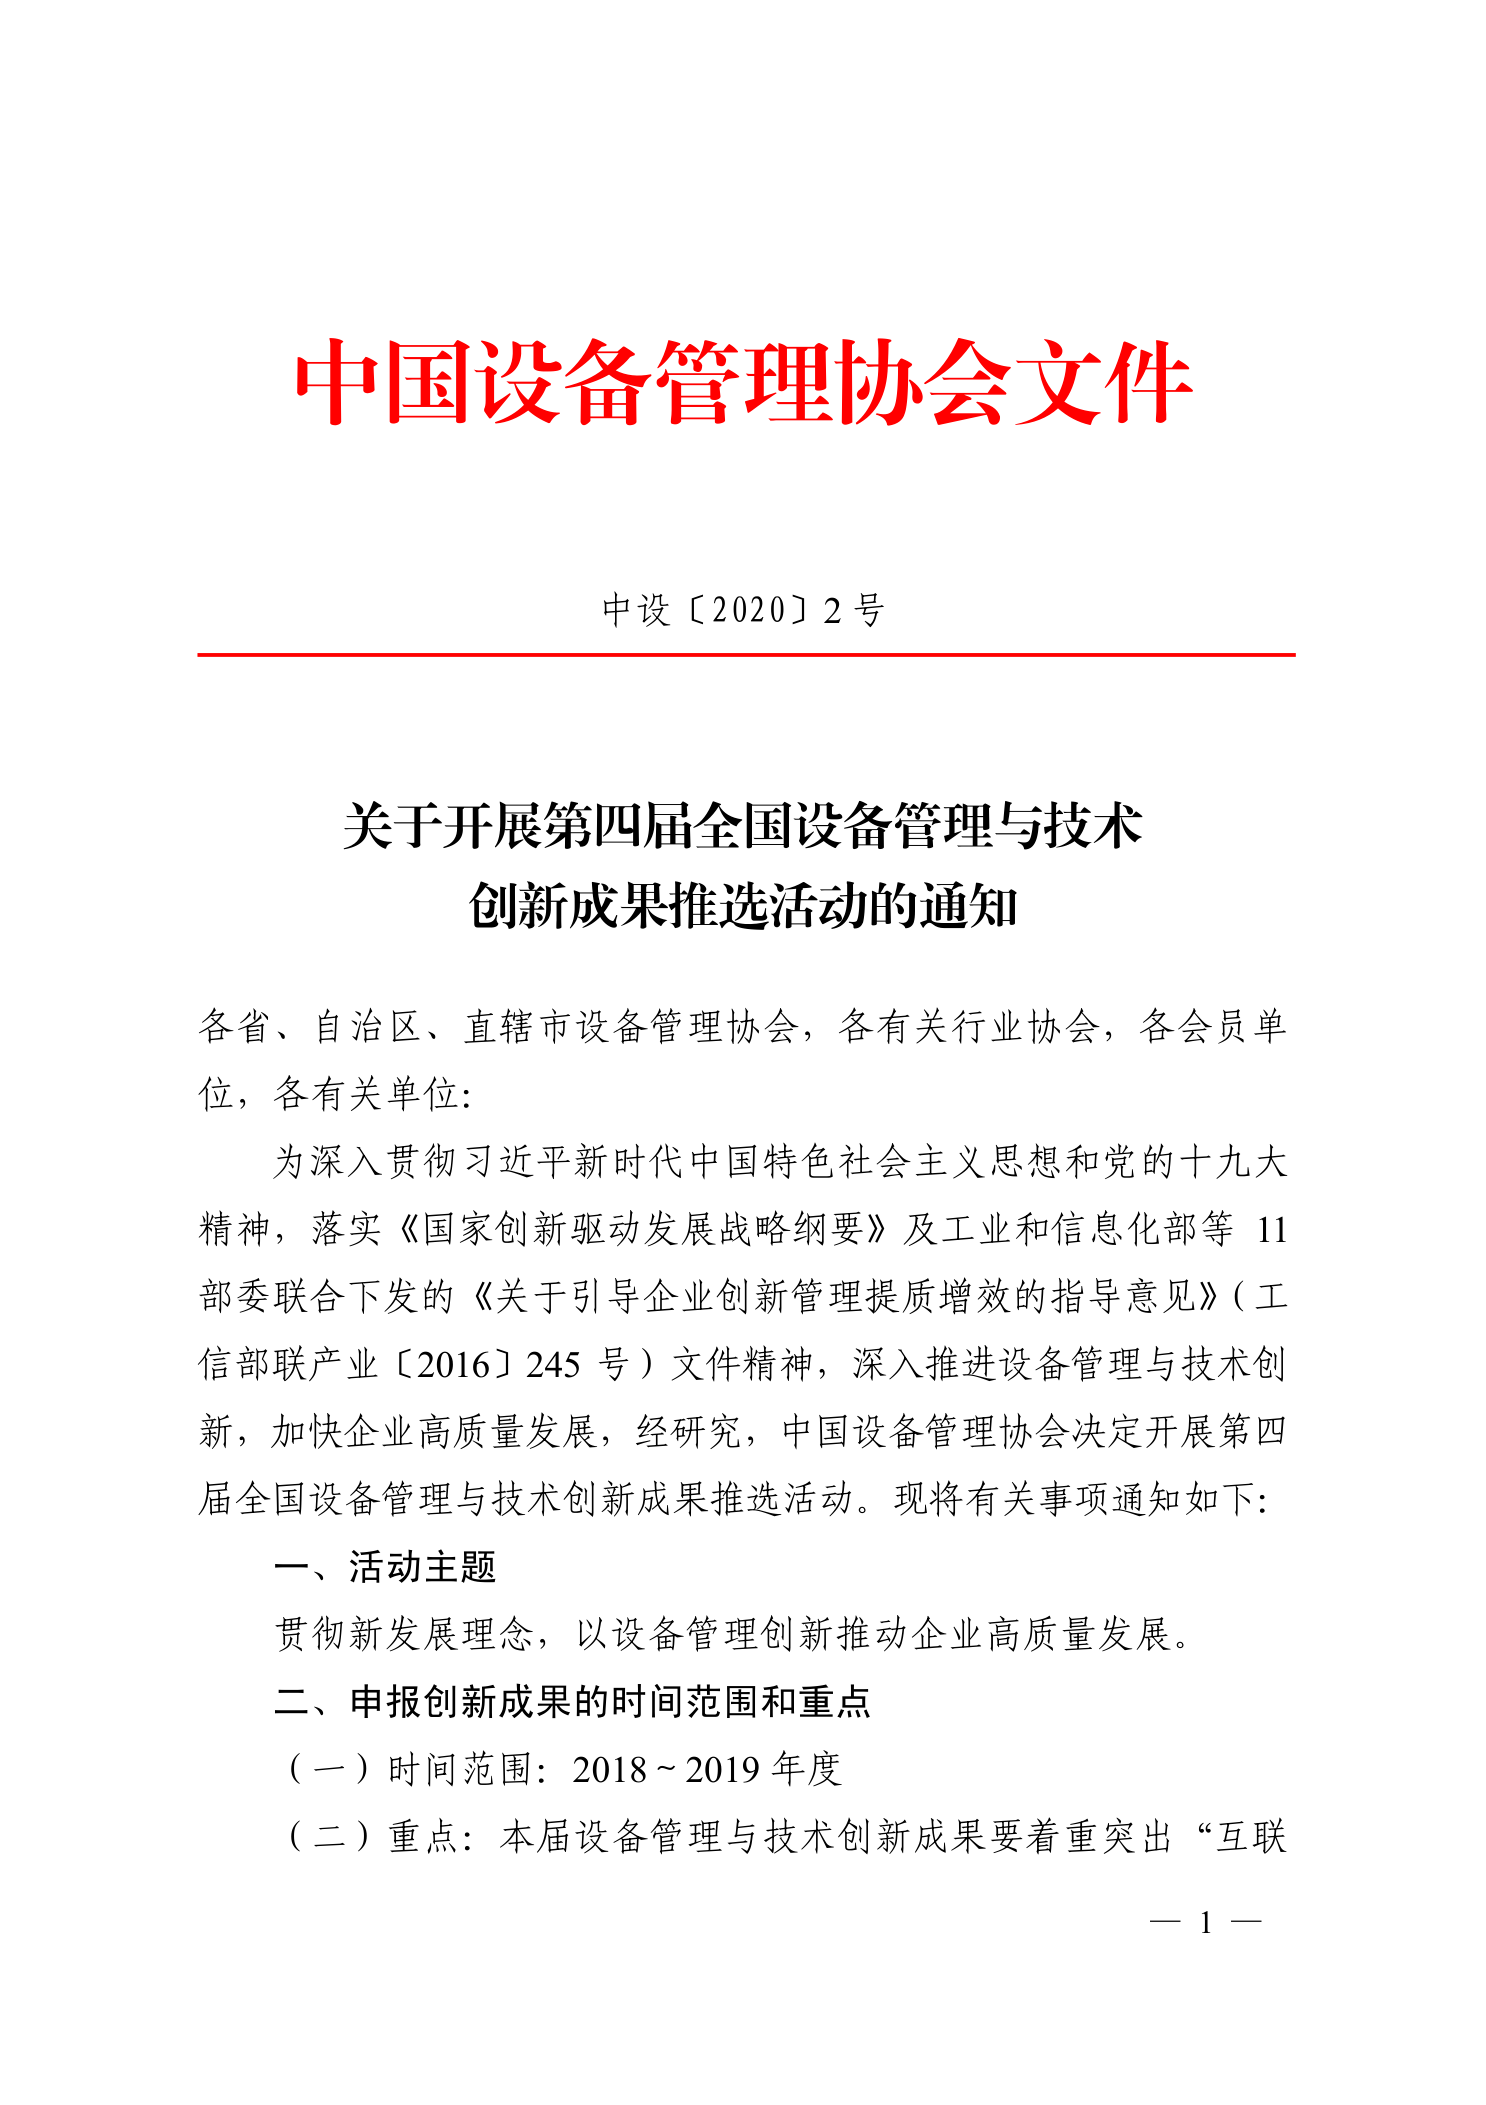 中国设备管理协会文件
中设〔2020〕2 号
关于开展第四届全国设备管理与技术
创新成果推选活动的通知
各省、自治区、直辖市设备管理协会，各有关行业协会，各会员单
位，各有关单位：
为深入贯彻习近平新时代中国特色社会主义思想和党的十九大
精神，落实《国家创新驱动发展战略纲要》及工业和信息化部等 11
部委联合下发的《关于引导企业创新管理提质增效的指导意见》（工
信部联产业〔2016〕245 号）文件精神，深入推进设备管理与技术创
新，加快企业高质量发展，经研究，中国设备管理协会决定开展第四
届全国设备管理与技术创新成果推选活动。现将有关事项通知如下：
一、活动主题
贯彻新发展理念，以设备管理创新推动企业高质量发展。
二、申报创新成果的时间范围和重点
（一）时间范围：2018～2019 年度
（二）重点：本届设备管理与技术创新成果要着重突出“互联
— 1 —